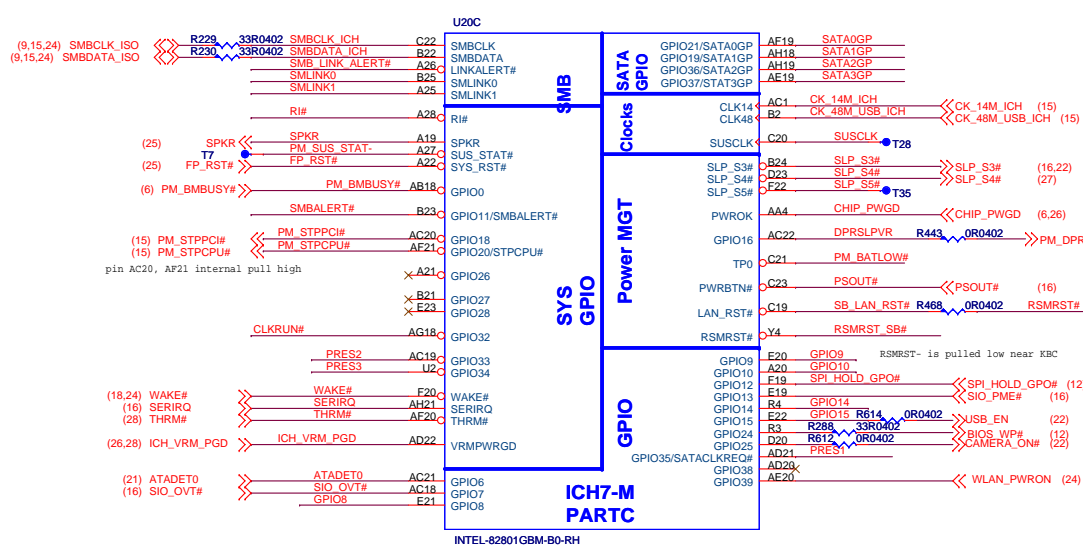 U20C
(9,15,24) SMBCLK_ISO R229 33R0402 SMBCLK_ICH C22 SMBCLK
(9,15,24) SMBDATA_ISO R230 33R0402 SMBDATA_ICH B22 SMBDATA
SMB_LINK_ALERT# A26 LINKALERT#
SMLINK0 B25 SMLINK0
SMLINK1 A25 SMLINK1
RI# A28 RI#
(25) SPKR SPKR A19 SPKR
T7 PM_SUS_STAT- A27 SUS_STAT#
(25) FP_RST# FP_RST# A22 SYS_RST#
(6) PM_BMBUSY# PM_BMBUSY# AB18 GPIO0
SMBALERT# B23 GPIO11/SMBALERT#
(15) PM_STPPCI# PM_STPPCI# AC20 GPIO18
(15) PM_STPCPU# PM_STPCPU# AF21 GPIO20/STPCPU#
pin AC20, AF21 internal pull high
A21 GPIO26
B21 GPIO27
E23 GPIO28
CLKRUN# AG18 GPIO32
PRES2 AC19 GPIO33
PRES3 U2 GPIO34
(18,24) WAKE# WAKE# F20 WAKE#
(16) SERIRQ SERIRQ AH21 SERIRQ
(28) THRM# THRM# AF20 THRM#
(26,28) ICH_VRM_PGD ICH_VRM_PGD AD22 VRMPWRGD
(21) ATADET0 ATADET0 AC21 GPIO6
(16) SIO_OVT# SIO_OVT# AC18 GPIO7
GPIO8 E21 GPIO8
SMB
SYS
GPIO
SATA
GPIO
Clocks
Power MGT
GPIO
GPIO21/SATA0GP AF19 SATA0GP
GPIO19/SATA1GP AH18 SATA1GP
GPIO36/SATA2GP AH19 SATA2GP
GPIO37/STAT3GP AE19 SATA3GP
CLK14 AC1 CK_14M_ICH CK_14M_ICH (15)
CLK48 B2 CK_48M_USB_ICH CK_48M_USB_ICH (15)
SUSCLK C20 SUSCLK T28
SLP_S3# B24 SLP_S3# SLP_S3# (16,22)
SLP_S4# D23 SLP_S4# SLP_S4# (27)
SLP_S5# F22 SLP_S5# T35
PWROK AA4 CHIP_PWGD CHIP_PWGD (6,26)
GPIO16 AC22 DPRSLPVR R443 0R0402 PM_DPR
TP0 C21 PM_BATLOW#
PWRBTN# C23 PSOUT# PSOUT# (16)
LAN_RST# C19 SB_LAN_RST# R468 0R0402 RSMRST#
RSMRST# Y4 RSMRST_SB#
RSMRST- is pulled low near KBC
GPIO9 E20 GPIO9
GPIO10 A20 GPIO10
GPIO12 F19 SPI_HOLD_GPO# SPI_HOLD_GPO# (12
GPIO13 E19 SIO_PME# (16)
GPIO14 R4 GPIO14
GPIO15 E22 GPIO15 R614 0R0402 USB_EN (22)
GPIO24 R3 R288 33R0402 BIOS_WP# (12)
GPIO25 D20 R612 0R0402 CAMERA_ON# (22)
GPIO35/SATACLKREQ# AD21 PRES1
GPIO38 AD20
GPIO39 AE20 WLAN_PWRON (24)
ICH7-M
PARTC
INTEL-82801GBM-B0-RH